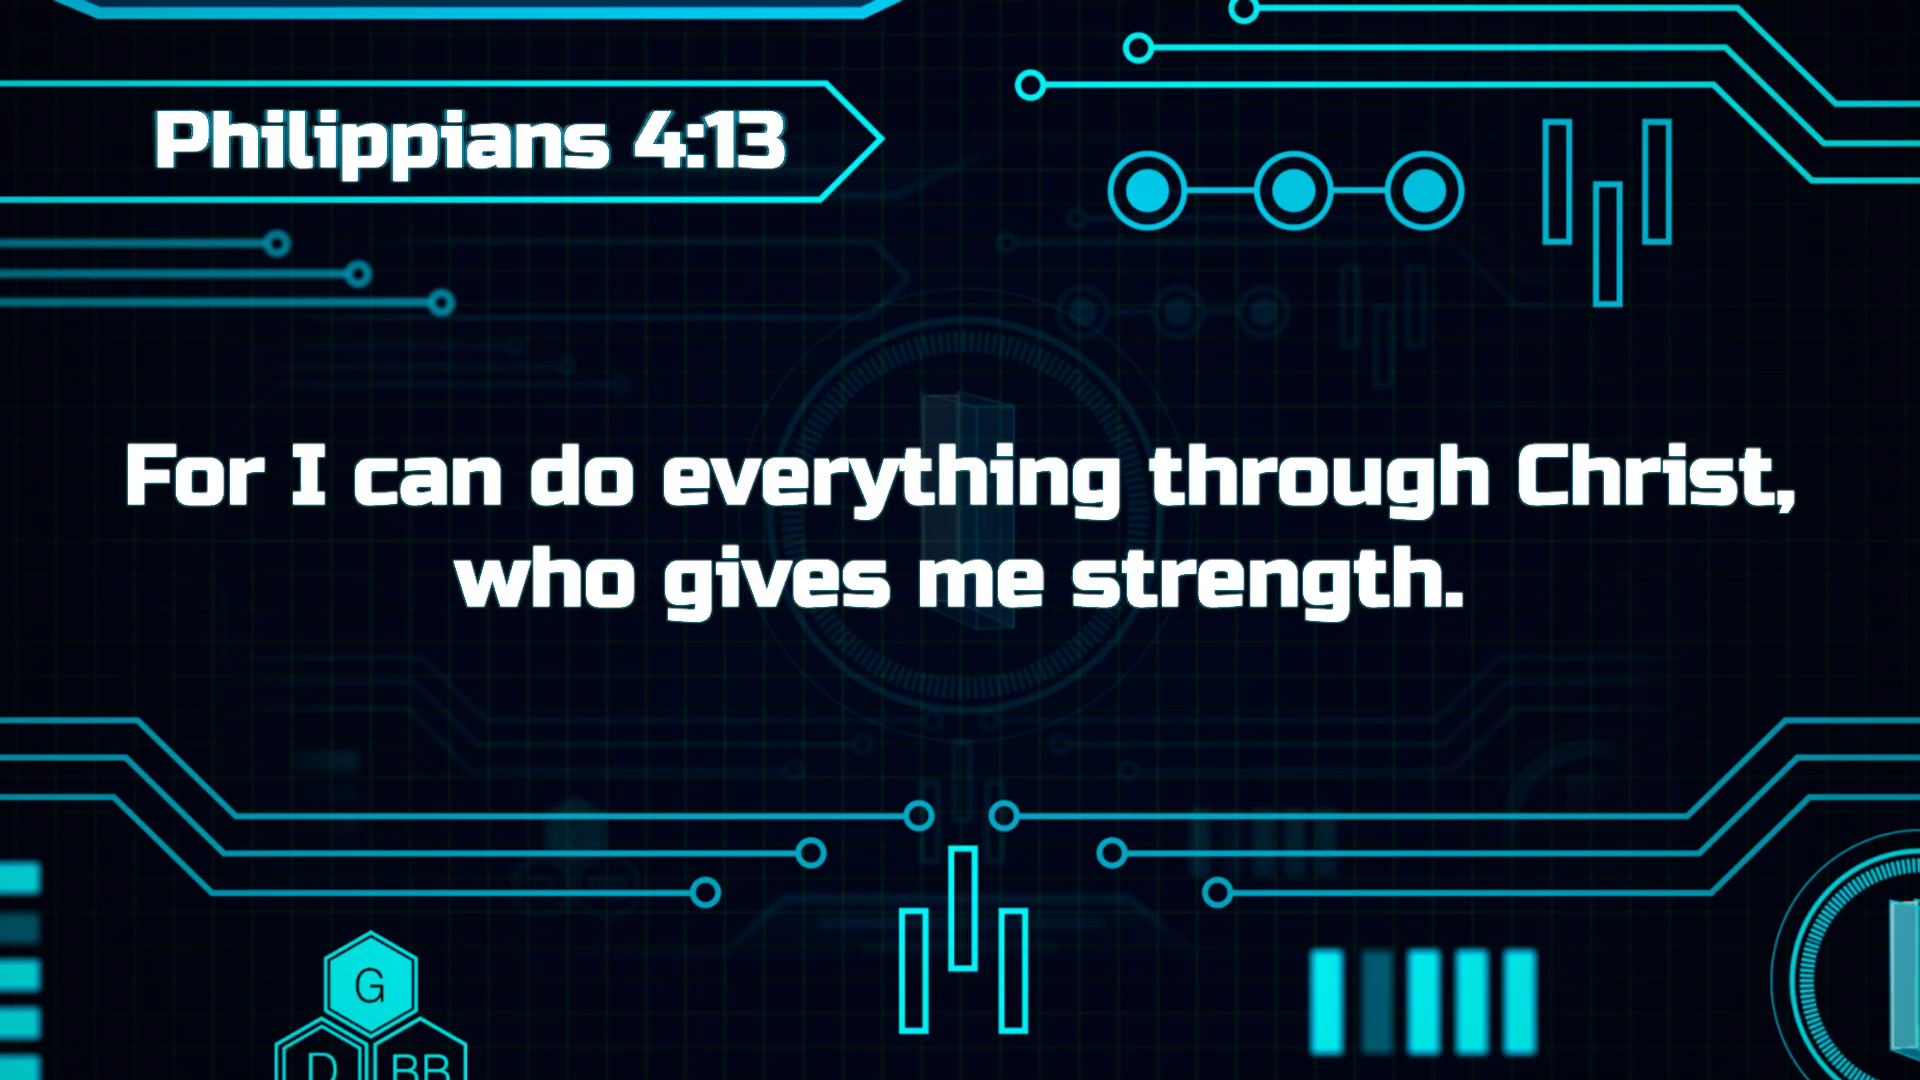 Philippians 4:13
For I can do everything through Christ,
who gives me strength.
G
D BB